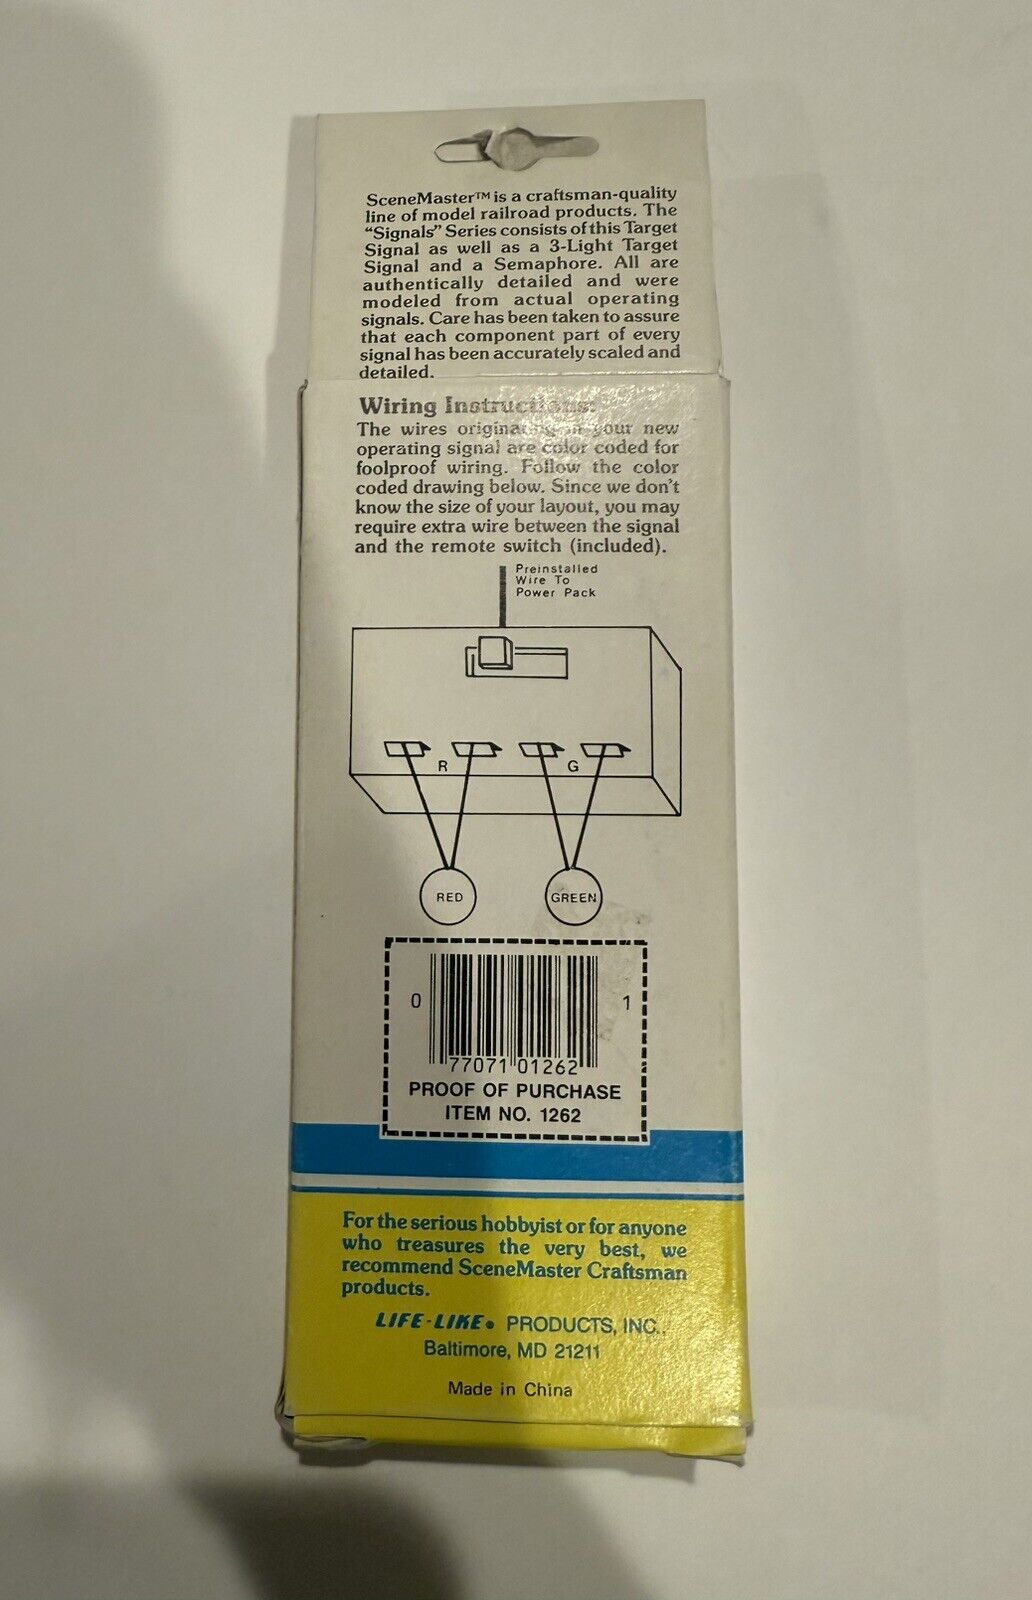 SceneMaster™ is a craftsman-quality
line of model railroad products. The
"Signals" Series consists of this Target
Signal as well as a 3-Light Target
Signal and a Semaphore. All are
authentically detailed and were
modeled from actual operating
signals. Care has been taken to assure
that each component part of every
signal has been accurately scaled and
detailed.
Wiring Instructions:
The wires originating in your new
operating signal are color coded for
foolproof wiring. Follow the color
coded drawing below. Since we don't
know the size of your layout, you may
require extra wire between the signal
and the remote switch (included).
Preinstalled
Wire To
Power Pack
R G
RED GREEN
0 1
77071 01262
PROOF OF PURCHASE
ITEM NO. 1262
For the serious hobbyist or for anyone
who treasures the very best, we
recommend SceneMaster Craftsman
products.
LIFE-LIKE® PRODUCTS, INC.
Baltimore, MD 21211
Made in China